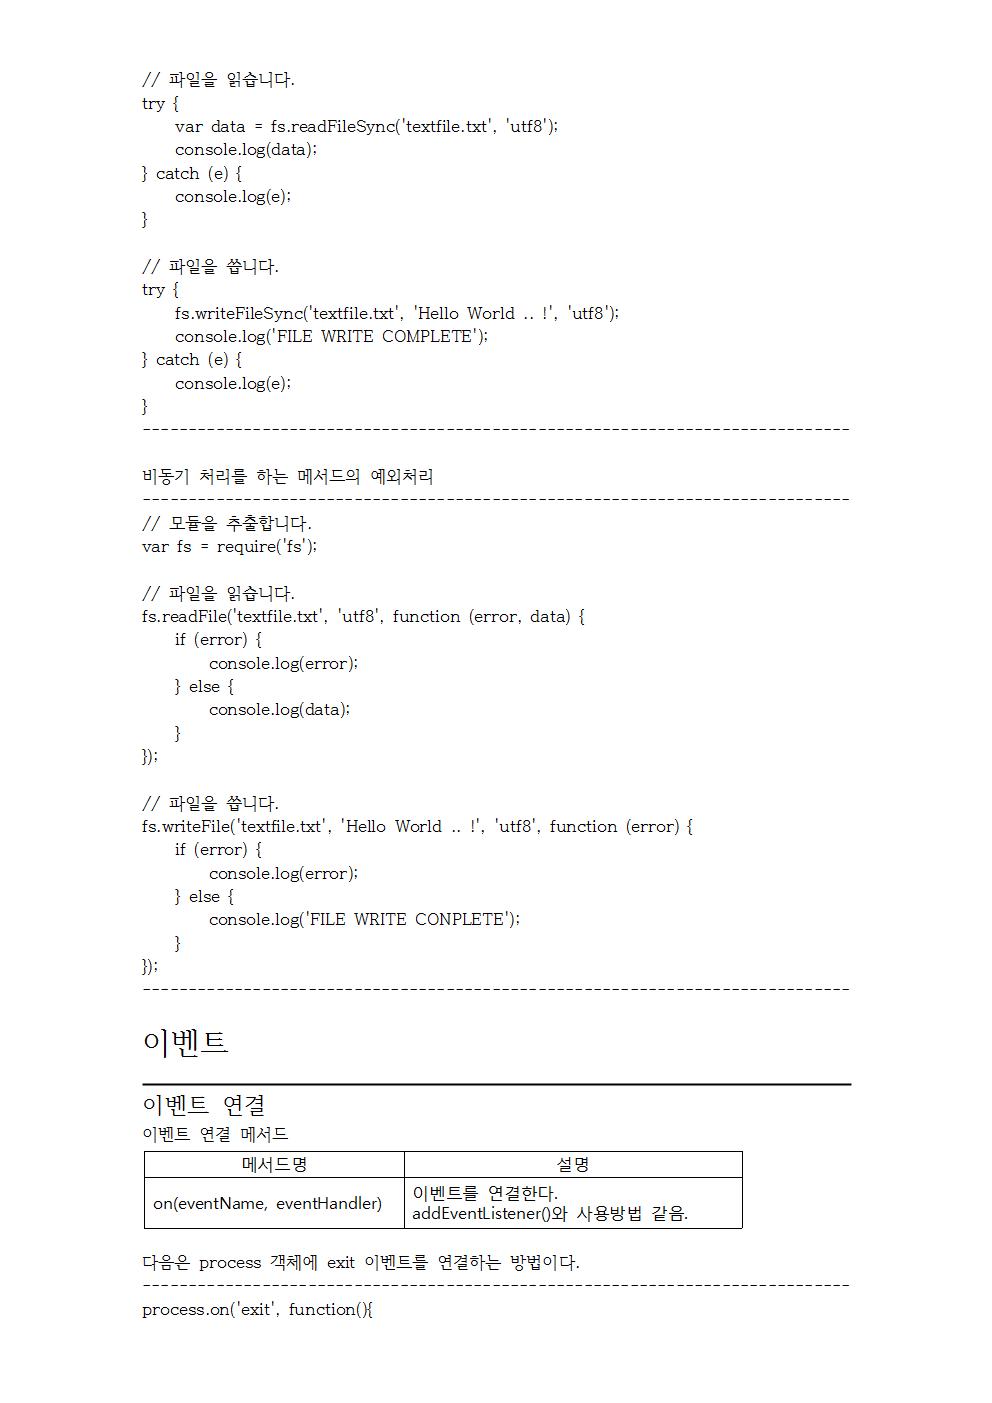 // 파일을 읽습니다.
try {
    var data = fs.readFileSync('textfile.txt', 'utf8');
    console.log(data);
} catch (e) {
    console.log(e);
}

// 파일을 씁니다.
try {
    fs.writeFileSync('textfile.txt', 'Hello World .. !', 'utf8');
    console.log('FILE WRITE COMPLETE');
} catch (e) {
    console.log(e);
}
-----------------------------------------------------------------------------

비동기 처리를 하는 메서드의 예외처리
-----------------------------------------------------------------------------
// 모듈을 추출합니다.
var fs = require('fs');

// 파일을 읽습니다.
fs.readFile('textfile.txt', 'utf8', function (error, data) {
    if (error) {
        console.log(error);
    } else {
        console.log(data);
    }
});

// 파일을 씁니다.
fs.writeFile('textfile.txt', 'Hello World .. !', 'utf8', function (error) {
    if (error) {
        console.log(error);
    } else {
        console.log('FILE WRITE CONPLETE');
    }
});
-----------------------------------------------------------------------------

이벤트
이벤트 연결
이벤트 연결 메서드
메서드명 설명
on(eventName, eventHandler) 이벤트를 연결한다.
addEventListener()와 사용방법 같음.

다음은 process 객체에 exit 이벤트를 연결하는 방법이다.
-----------------------------------------------------------------------------
process.on('exit', function(){